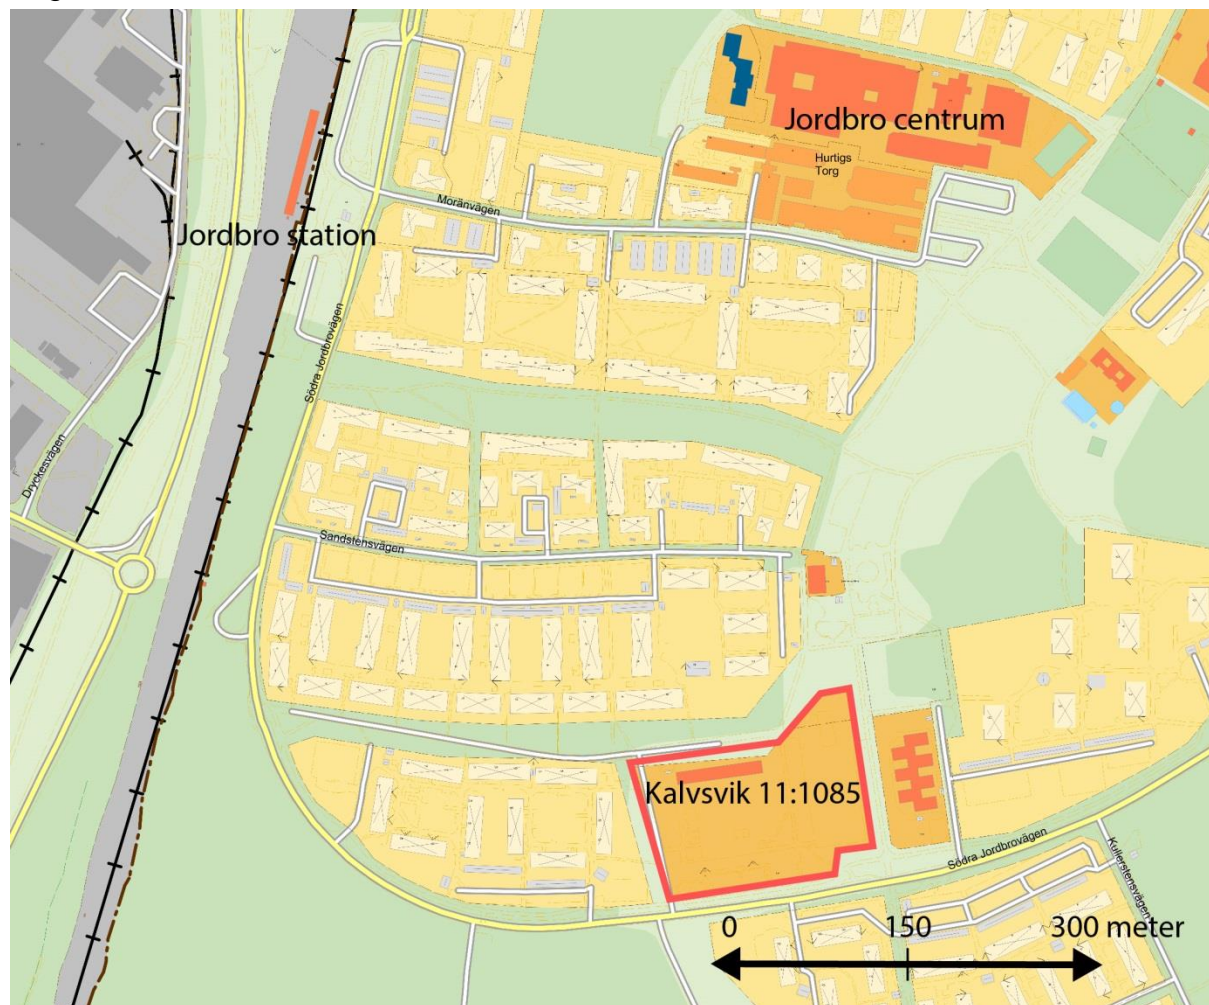 Jordbro centrum
Hurtigs
Torg
Moränvägen
Jordbro station
Södra Jordbrovägen
Dryckesvägen
Sandstensvägen
Kalvsvik 11:1085
Södra Jordbrovägen
Kullerstensvägen
0 150 300 meter